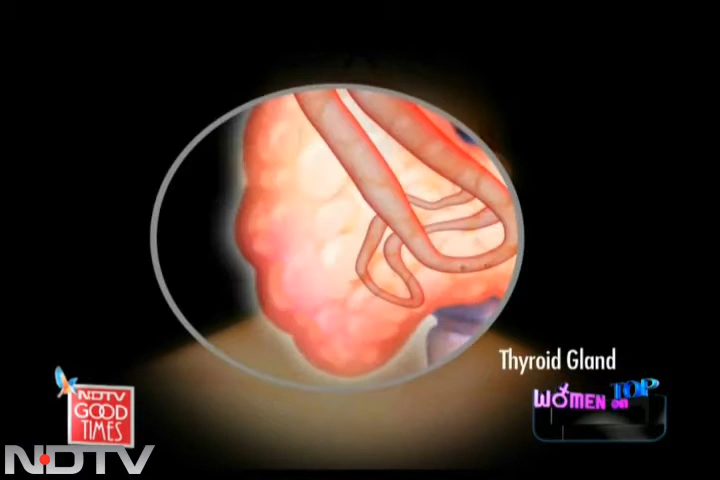 Thyroid Gland
WOMEN on TOP
NDTV
GOOD
TIMES
NDTV